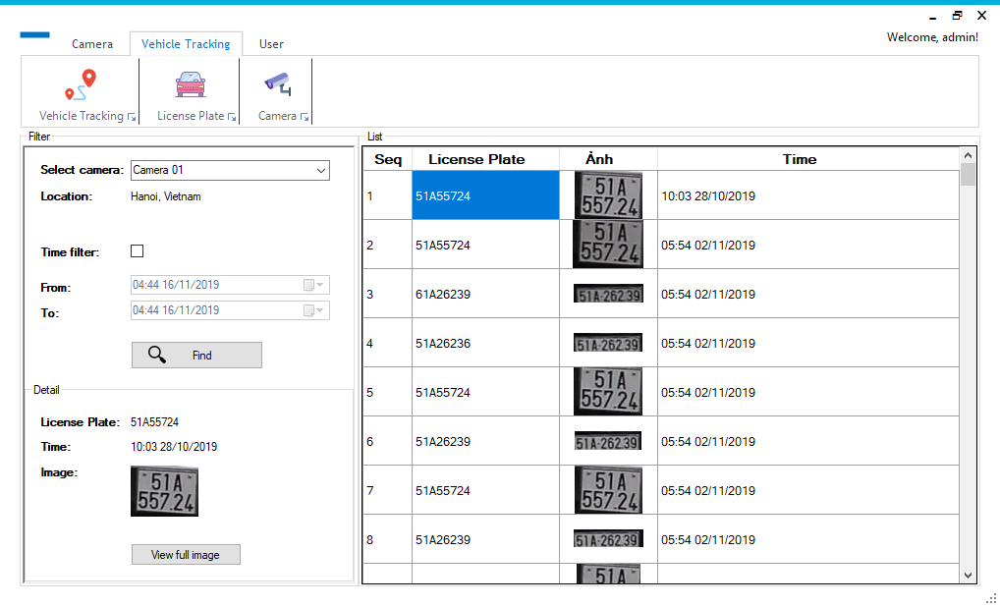 Welcome, admin!
Camera Vehicle Tracking User
Vehicle Tracking License Plate Camera
Filter
Select camera: Camera 01
Location: Hanoi, Vietnam
Time filter:
From: 04:44 16/11/2019
To: 04:44 16/11/2019
Find
Detail
License Plate: 51A55724
Time: 10:03 28/10/2019
Image:
51A
557.24
View full image
List
Seq License Plate Ảnh Time
1 51A55724 51A 10:03 28/10/2019
557.24
2 51A55724 51A 05:54 02/11/2019
557.24
3 61A26239 51A-262.39 05:54 02/11/2019
4 51A26236 51A-262.39 05:54 02/11/2019
5 51A55724 51A 05:54 02/11/2019
557.24
6 51A26239 51A-262.39 05:54 02/11/2019
7 51A55724 51A 05:54 02/11/2019
557.24
8 51A26239 51A-262.39 05:54 02/11/2019
51A